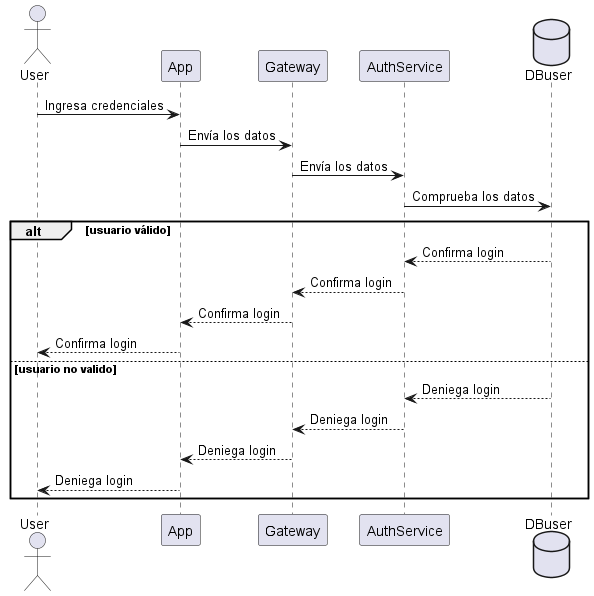 User
App
Gateway
AuthService
DBuser
Ingresa credenciales
Envía los datos
Envía los datos
Comprueba los datos
alt
[usuario válido]
Confirma login
Confirma login
Confirma login
Confirma login
[usuario no valido]
Deniega login
Deniega login
Deniega login
Deniega login
User
App
Gateway
AuthService
DBuser